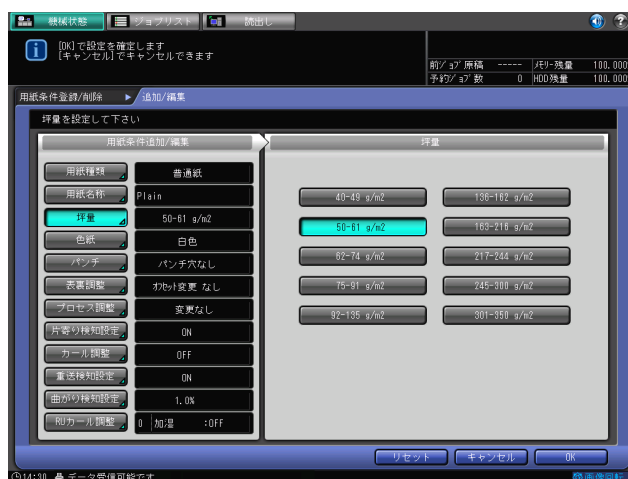 機械状態 ジョブリスト 読出し
[OK]で設定を確定します
[キャンセル]でキャンセルできます
前ジョブ原稿 ----- メモリー残量 100.000
予約ジョブ数 0 HDD残量 100.000
用紙条件登録/削除 追加/編集
坪量を設定して下さい
用紙条件追加/編集 坪量
用紙種類 普通紙
用紙名称 Plain
坪量 50-61 g/m2
色紙 白色
パンチ パンチ穴なし
表裏調整 オフセット変更 なし
プロセス調整 変更なし
片寄り検知設定 ON
カール調整 OFF
重送検知設定 ON
曲がり検知設定 1.0%
RUカール調整 0 加湿 :OFF
40-49 g/m2 136-162 g/m2
50-61 g/m2 163-216 g/m2
62-74 g/m2 217-244 g/m2
75-91 g/m2 245-300 g/m2
92-135 g/m2 301-350 g/m2
リセット キャンセル OK
14:30 データ受信可能です 画像回転